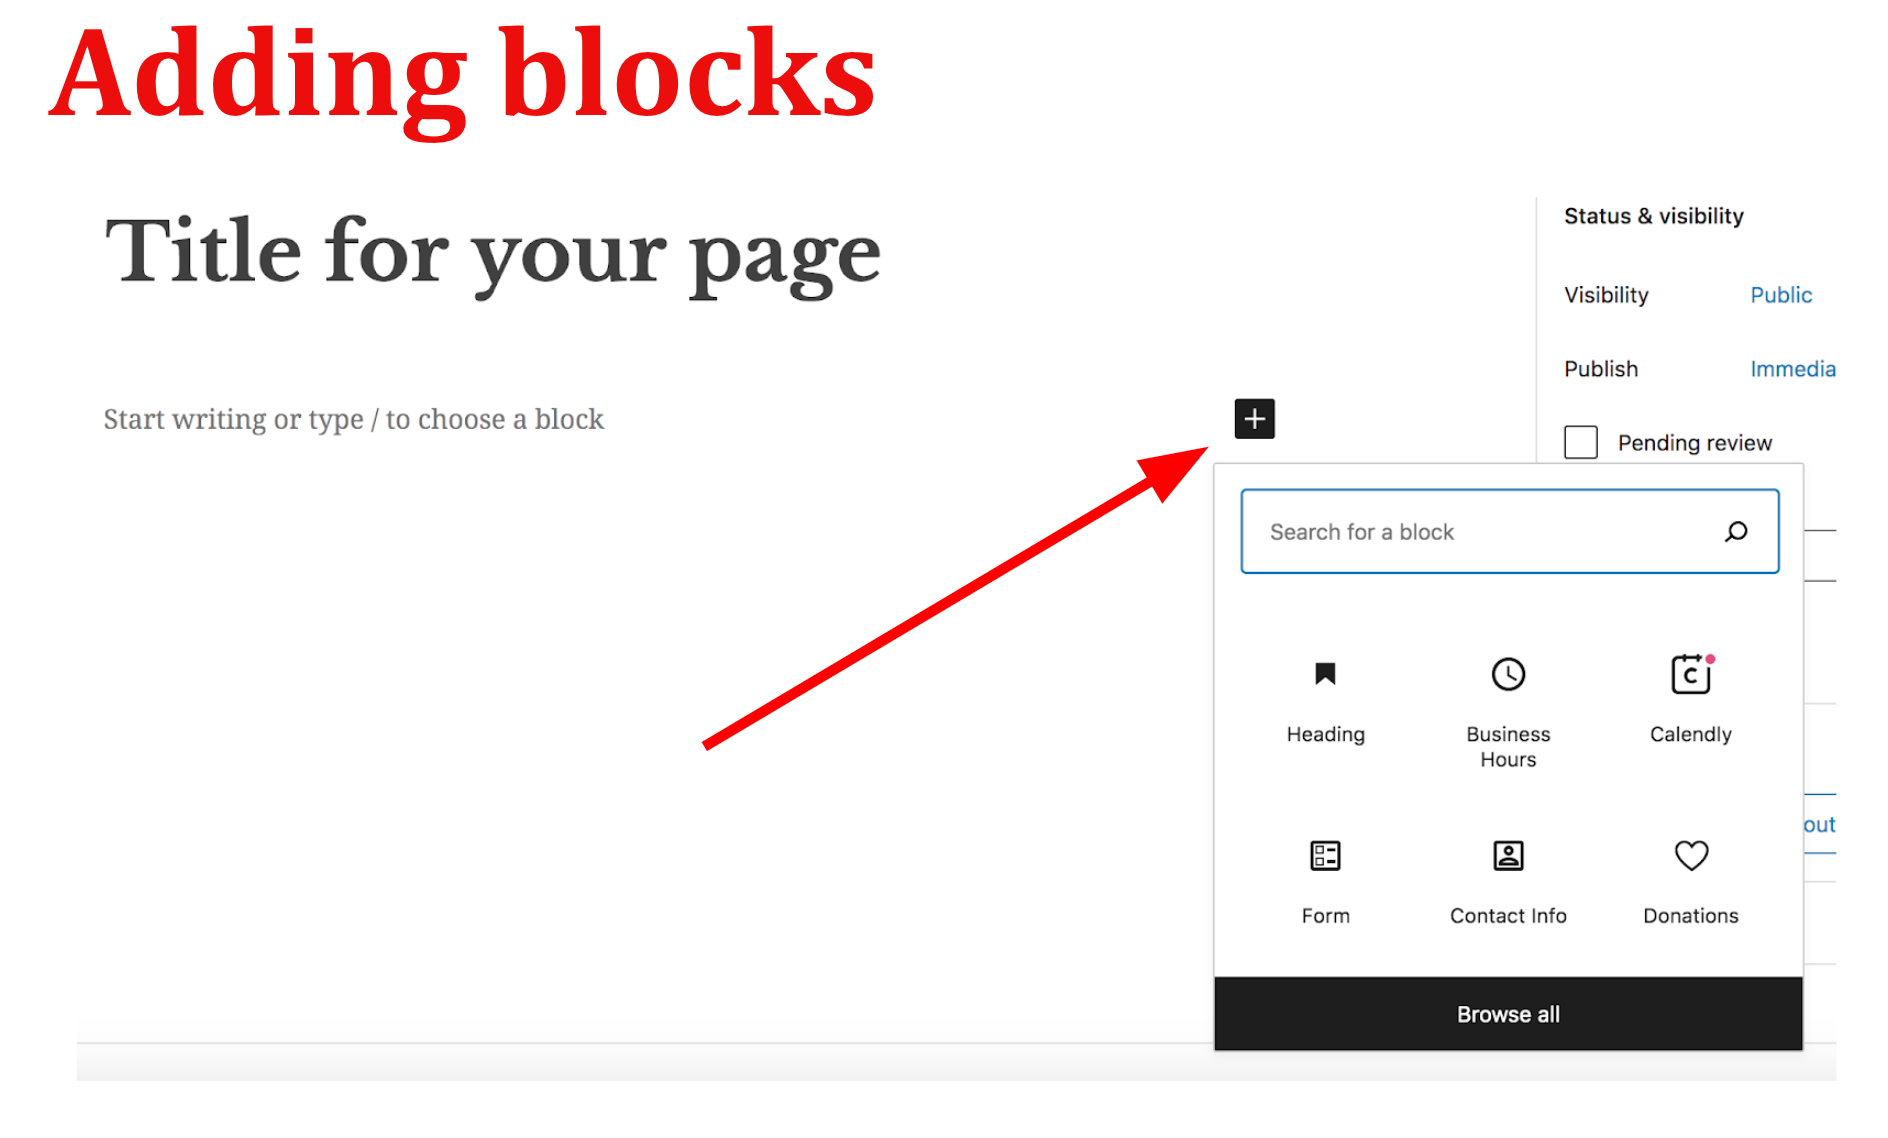 Adding blocks
Title for your page
Start writing or type / to choose a block
Status & visibility
Visibility Public
Publish Immedia
Pending review
Search for a block
Heading
Business
Hours
Calendly
Form
Contact Info
Donations
out
Browse all